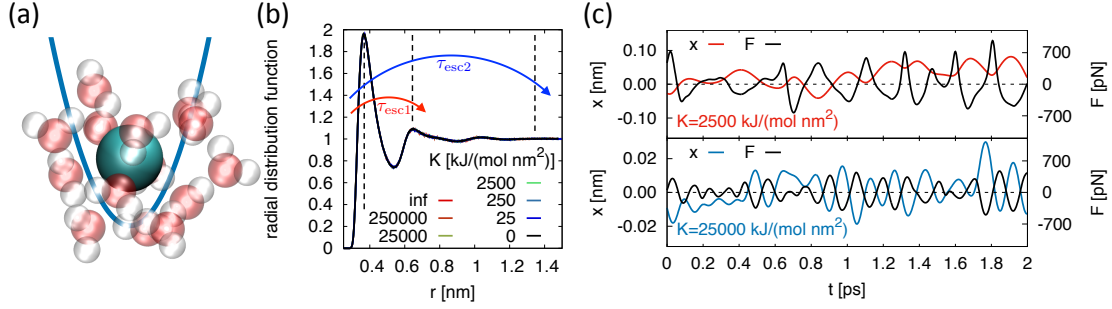 (a)
(b)
(c)
radial distribution function
2
1.8
1.6
1.4
1.2
1
0.8
0.6
0.4
0.2
0
τesc2
τesc1
K [kJ/(mol nm²)]
inf
250000
25000
2500
250
25
0
0.4 0.6 0.8 1 1.2 1.4
r [nm]
x F
x [nm]
0.10
0.00
-0.10
700
0
-700
F [pN]
K=2500 kJ/(mol nm²)
x F
x [nm]
0.02
0.00
-0.02
700
0
-700
F [pN]
K=25000 kJ/(mol nm²)
0 0.2 0.4 0.6 0.8 1.0 1.2 1.4 1.6 1.8 2
t [ps]